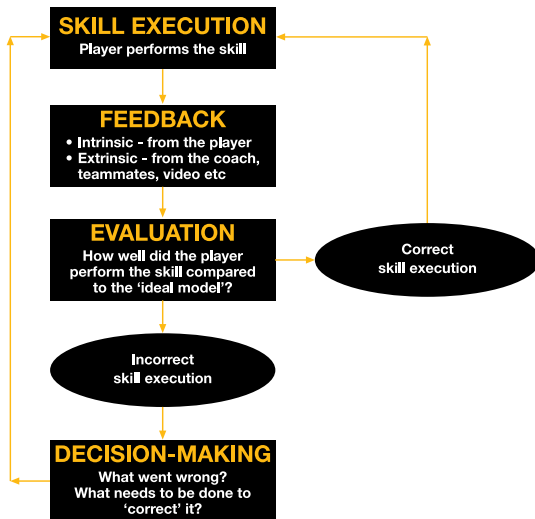 SKILL EXECUTION
Player performs the skill
FEEDBACK
• Intrinsic - from the player
• Extrinsic - from the coach,
teammates, video etc
EVALUATION
How well did the player
perform the skill compared
to the ‘ideal model’?
Correct
skill execution
Incorrect
skill execution
DECISION-MAKING
What went wrong?
What needs to be done to
‘correct’ it?